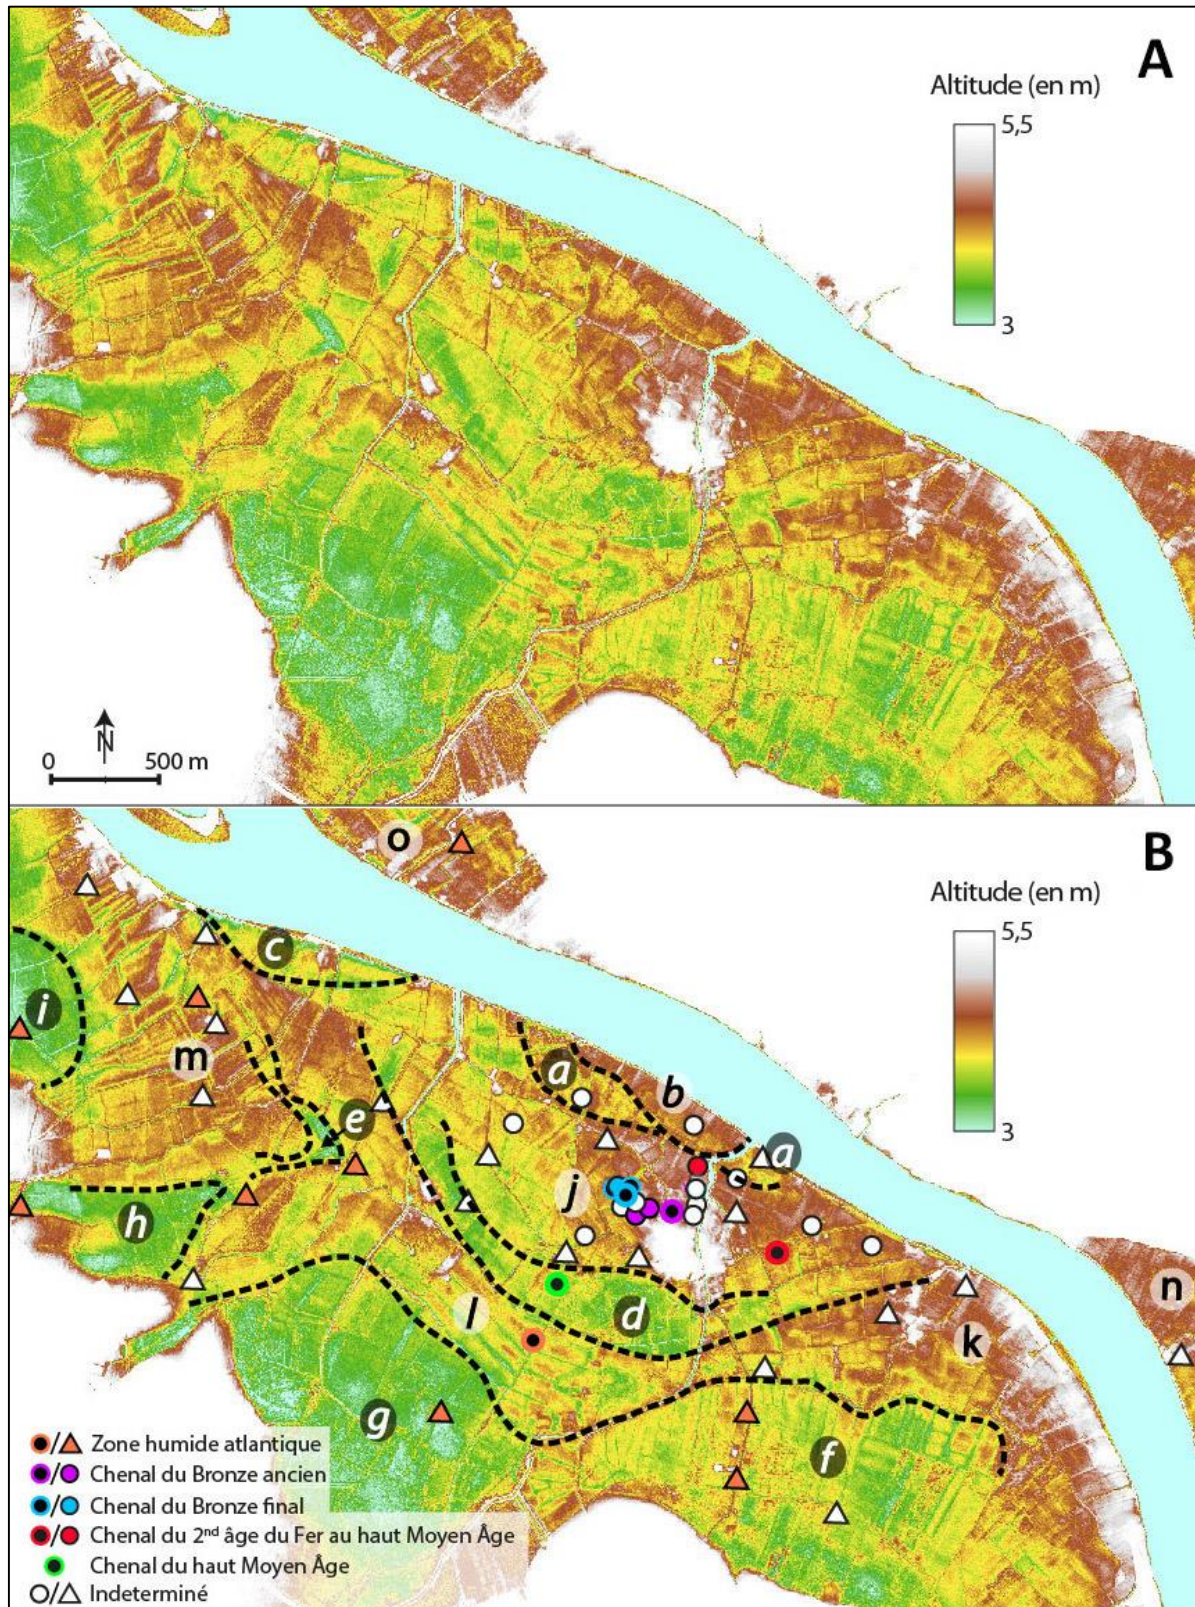 A
Altitude (en m)
5,5
3
N
0 500 m
B
Altitude (en m)
5,5
3
o
c
i
a
b
m
e
a
h
j
n
d
l
k
g
f
Zone humide atlantique
Chenal du Bronze ancien
Chenal du Bronze final
Chenal du 2nd âge du Fer au haut Moyen Âge
Chenal du haut Moyen Âge
Indeterminé